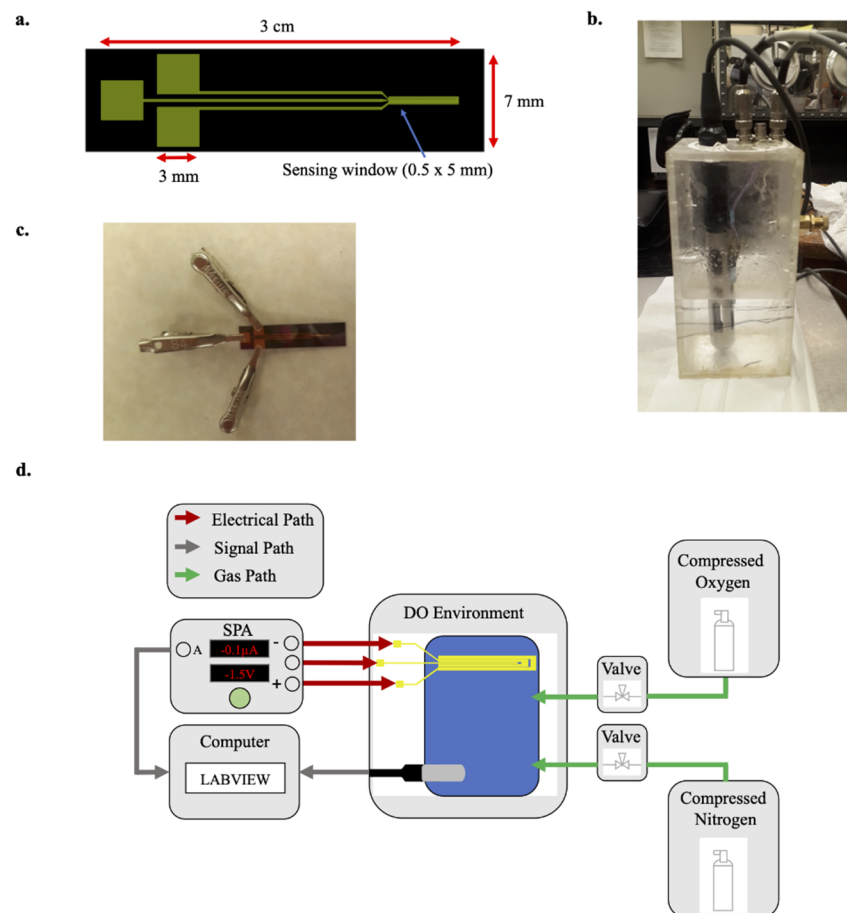 a.
3 cm
7 mm
3 mm
Sensing window (0.5 x 5 mm)
b.
c.
d.
Electrical Path
Signal Path
Gas Path
SPA
A
-0.1µA
-
-1.5V
+
Computer
LABVIEW
DO Environment
Valve
Valve
Compressed
Oxygen
Compressed
Nitrogen